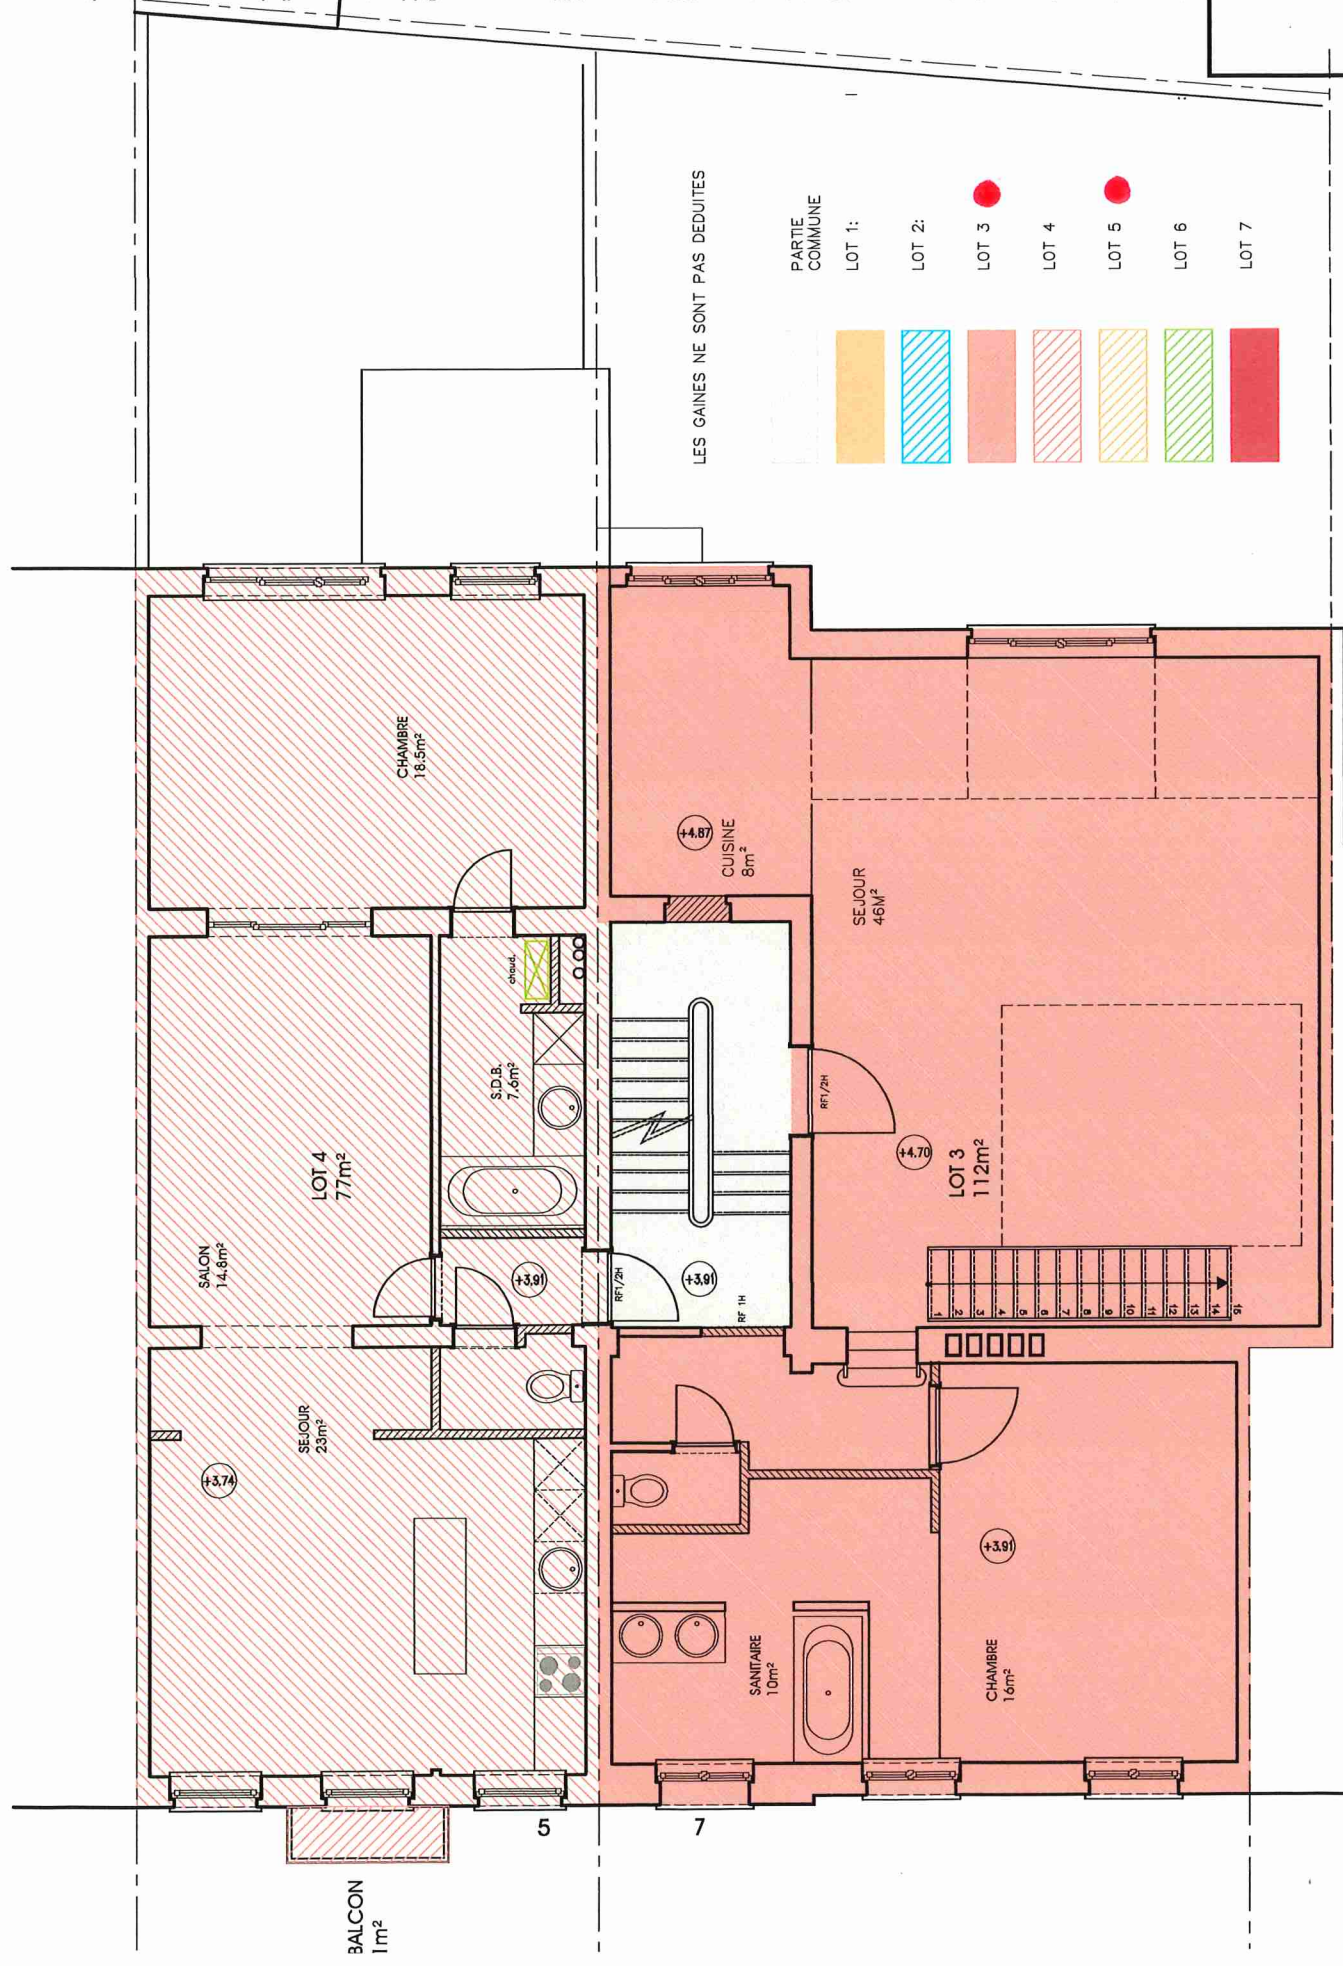 LES GAINES NE SONT PAS DEDUITES
PARTIE
COMMUNE
LOT 1:
LOT 2:
LOT 3
LOT 4
LOT 5
LOT 6
LOT 7
CHAMBRE
18.5m²
chaud.
S.D.B.
7.6m²
LOT 4
77m²
SALON
14.8m²
+3.91
SEJOUR
23m²
+3.74
BALCON
1m²
5
7
+4.87
CUISINE
8m²
SEJOUR
46M²
RF1/2H
+4.70
LOT 3
112m²
RF1/2H
+3.91
RF 1H
1
2
3
4
5
6
7
8
9
10
11
12
13
14
15
+3.91
SANITAIRE
10m²
CHAMBRE
16m²